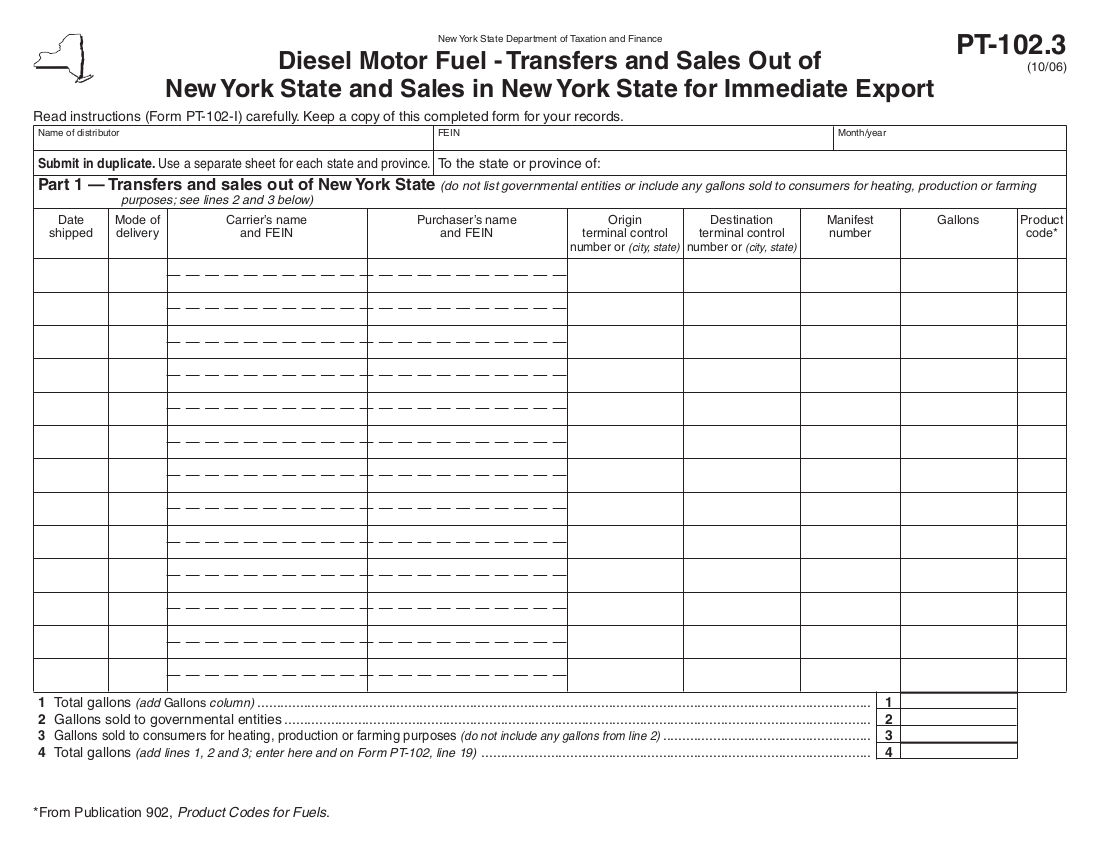 New York State Department of Taxation and Finance
PT-102.3
Diesel Motor Fuel - Transfers and Sales Out of
(10/06)
New York State and Sales in New York State for Immediate Export
Read instructions (Form PT-102-I) carefully. Keep a copy of this completed form for your records.
Name of distributor
FEIN
Month/year
Submit in duplicate. Use a separate sheet for each state and province.
To the state or province of:
Part 1 — Transfers and sales out of New York State (do not list governmental entities or include any gallons sold to consumers for heating, production or farming
purposes; see lines 2 and 3 below)
Date
shipped
Mode of
delivery
Carrier's name
and FEIN
Purchaser's name
and FEIN
Origin
terminal control
number or (city, state)
Destination
terminal control
number or (city, state)
Manifest
number
Gallons
Product
code*
1 Total gallons (add Gallons column) 1
2 Gallons sold to governmental entities 2
3 Gallons sold to consumers for heating, production or farming purposes (do not include any gallons from line 2) 3
4 Total gallons (add lines 1, 2 and 3; enter here and on Form PT-102, line 19) 4
*From Publication 902, Product Codes for Fuels.